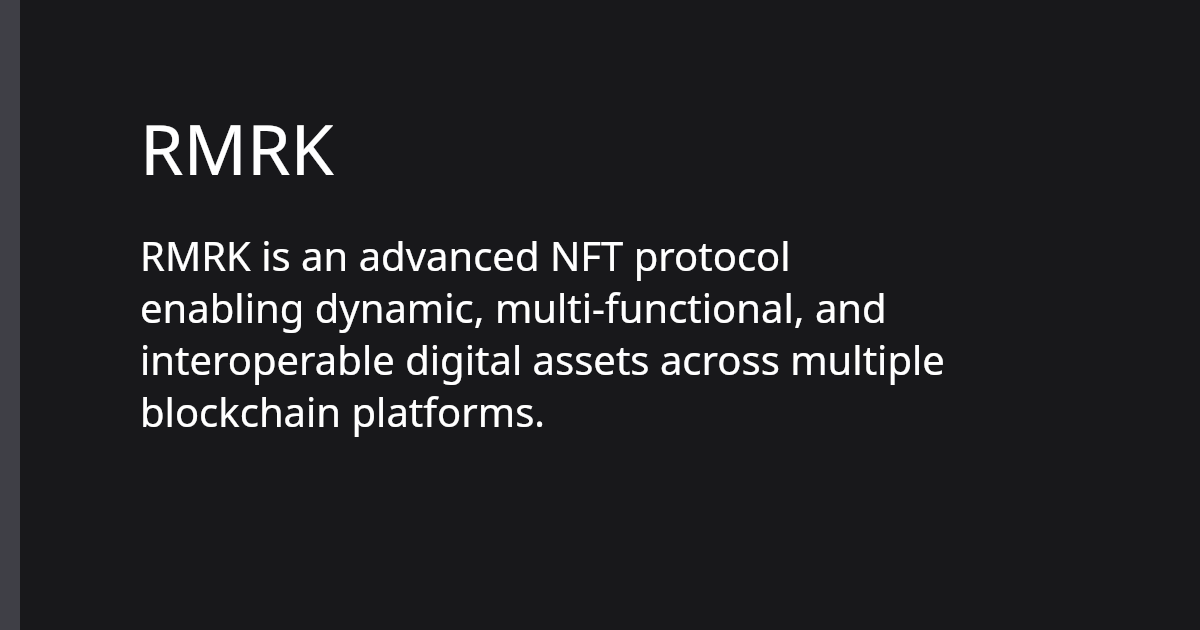 RMRK
RMRK is an advanced NFT protocol
enabling dynamic, multi-functional, and
interoperable digital assets across multiple
blockchain platforms.